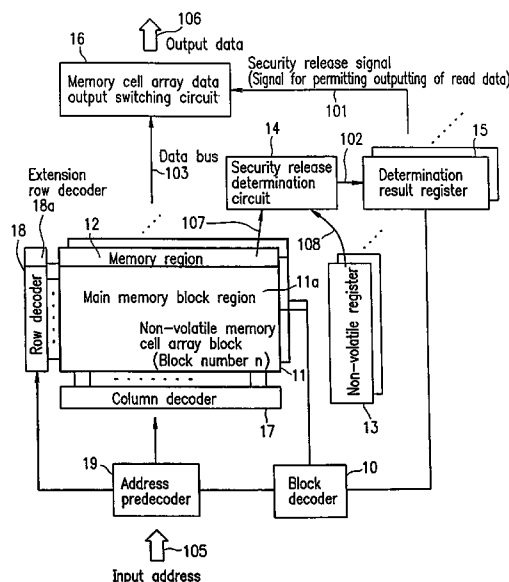 106
Output data
16
Memory cell array data
output switching circuit
Security release signal
(Signal for permitting outputting of read data)
101
14
15
Security release
determination
circuit
102
Determination
result register
Data bus
103
Extension
row decoder
18a
18
12
107
108
Memory region
Main memory block region
11a
Non-volatile memory
cell array block
(Block number n)
11
Row decoder
Non-volatile register
13
Column decoder
17
19
Address
predecoder
10
Block
decoder
105
Input address